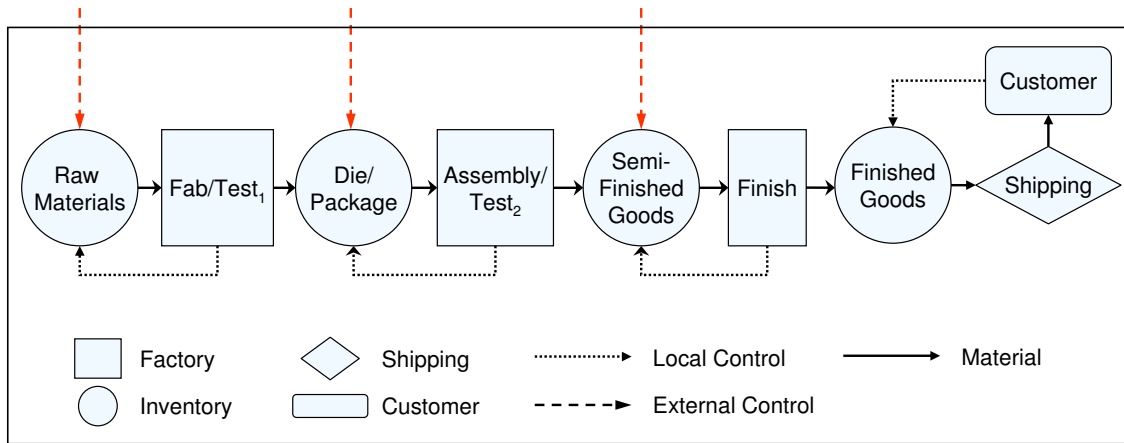 Customer
Raw
Materials
Fab/Test₁
Die/
Package
Assembly/
Test₂
Semi-
Finished
Goods
Finish
Finished
Goods
Shipping
Factory
Shipping
Local Control
Material
Inventory
Customer
External Control